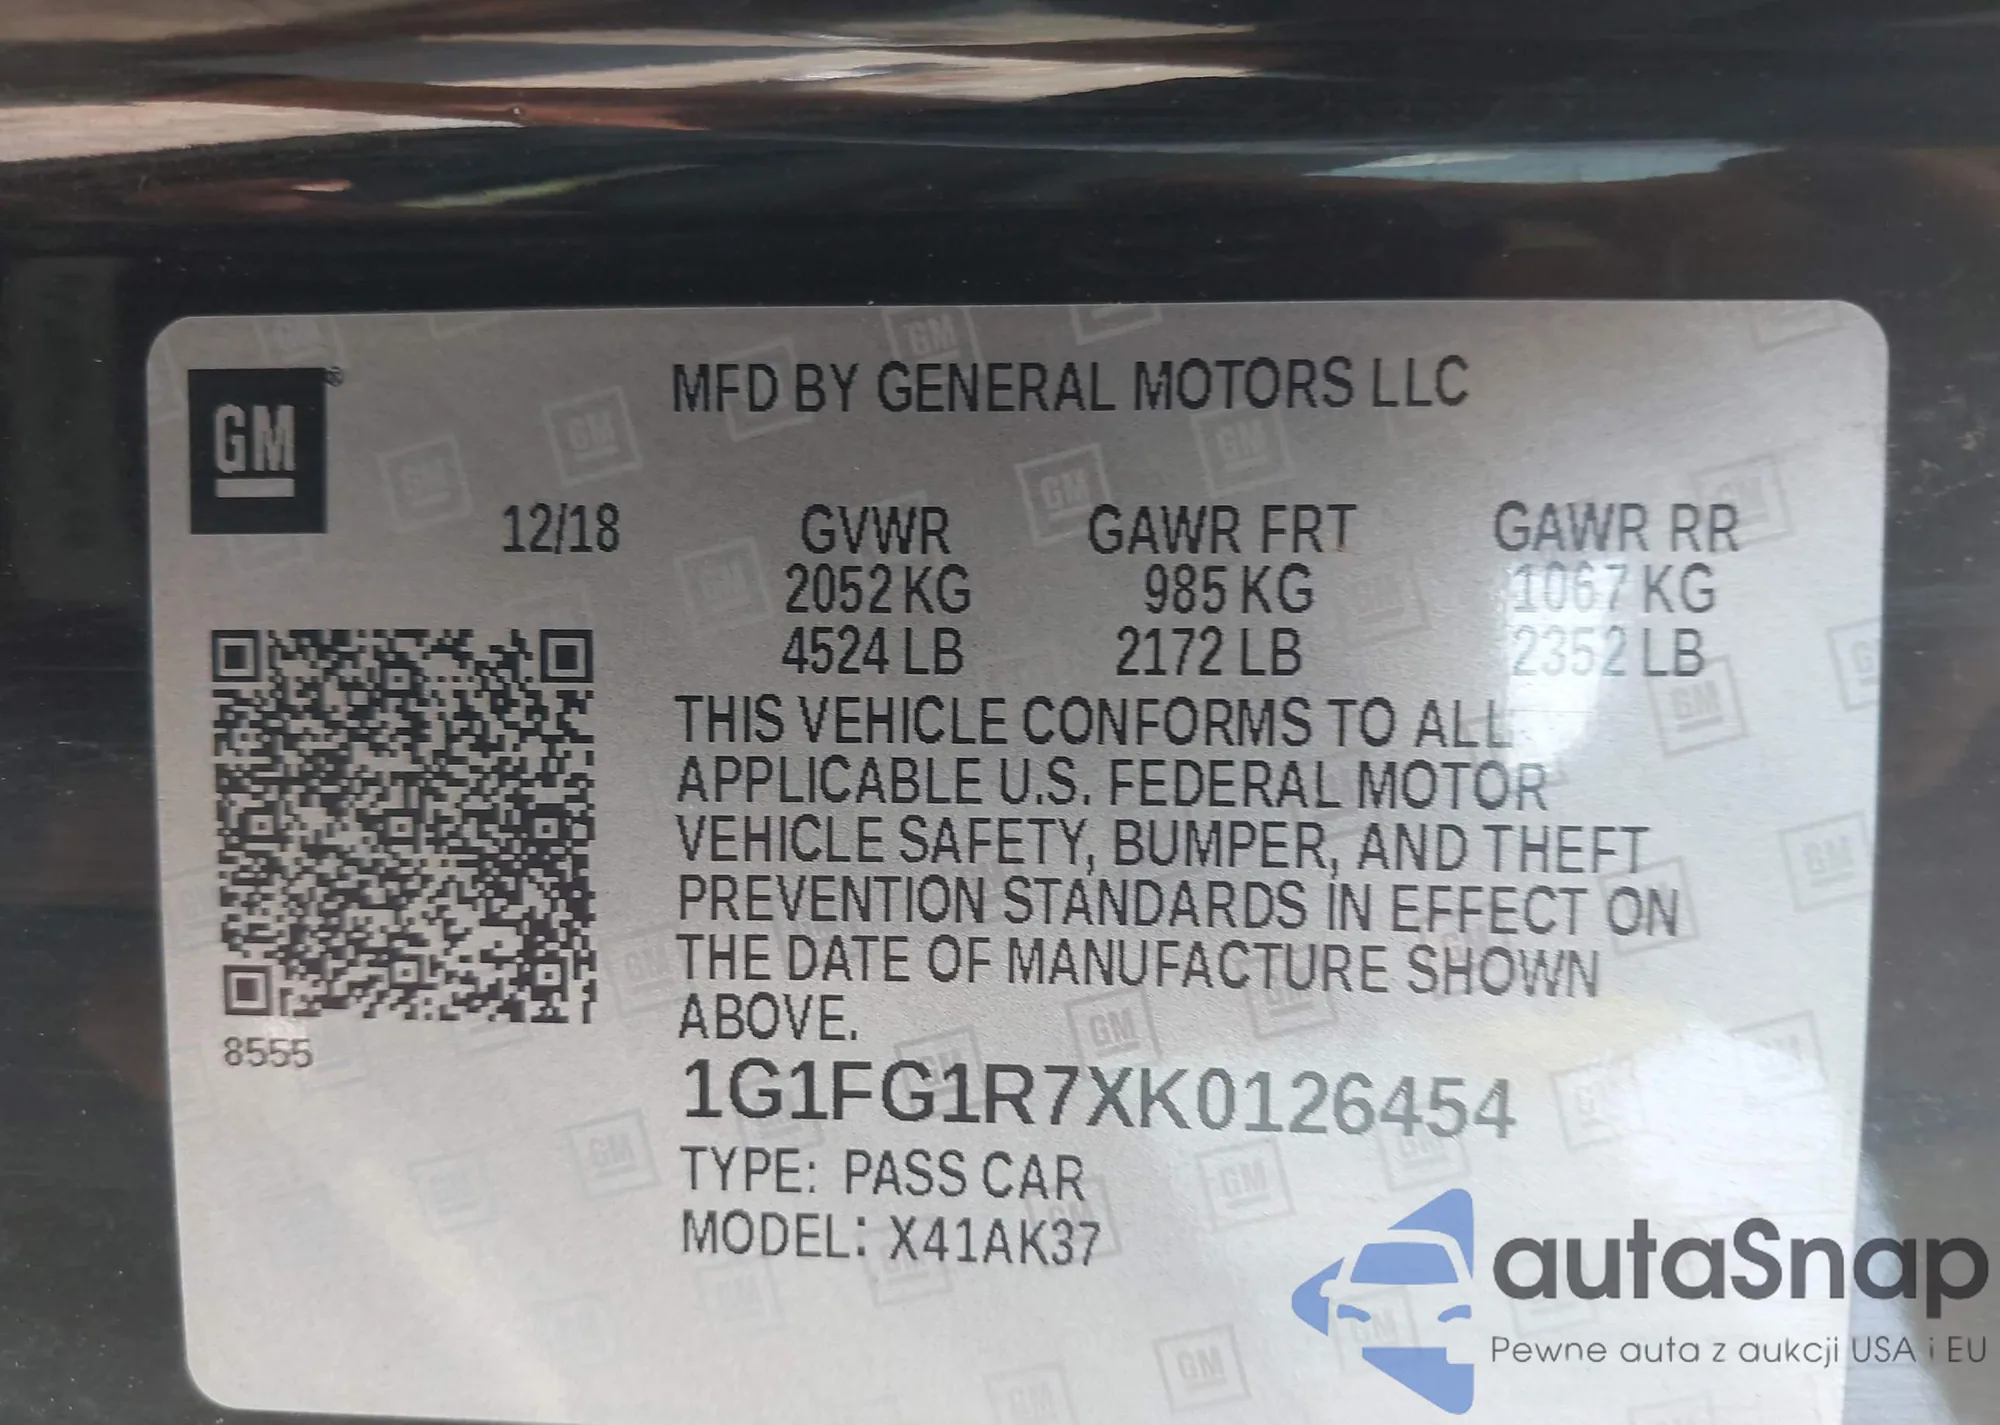 GM®
MFD BY GENERAL MOTORS LLC
12/18 GVWR GAWR FRT GAWR RR
2052 KG 985 KG 1067 KG
4524 LB 2172 LB 2352 LB
THIS VEHICLE CONFORMS TO ALL
APPLICABLE U.S. FEDERAL MOTOR
VEHICLE SAFETY, BUMPER, AND THEFT
PREVENTION STANDARDS IN EFFECT ON
THE DATE OF MANUFACTURE SHOWN
ABOVE.
8555
1G1FG1R7XK0126454
TYPE: PASS CAR
MODEL: X41AK37
autaSnap
Pewne auta z aukcji USA i EU